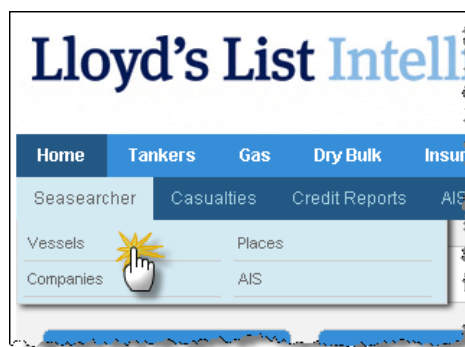 Lloyd's List Intell
Home Tankers Gas Dry Bulk Insur
Seasearcher Casualties Credit Reports AIS
Vessels Places
Companies AIS